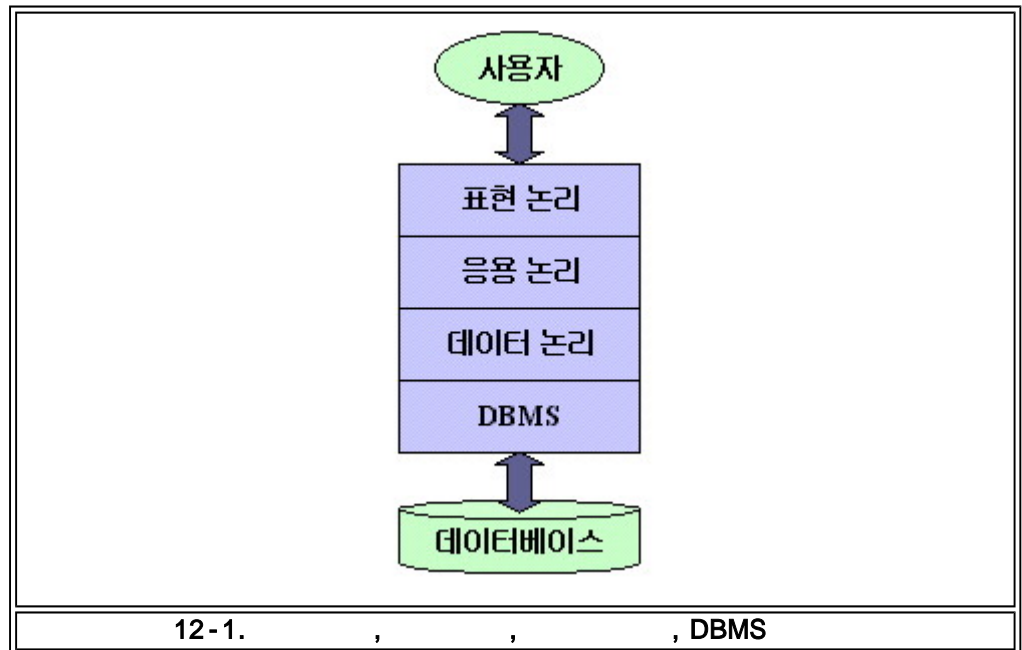 사용자
표현 논리
응용 논리
데이터 논리
DBMS
데이터베이스
12-1. , , , DBMS